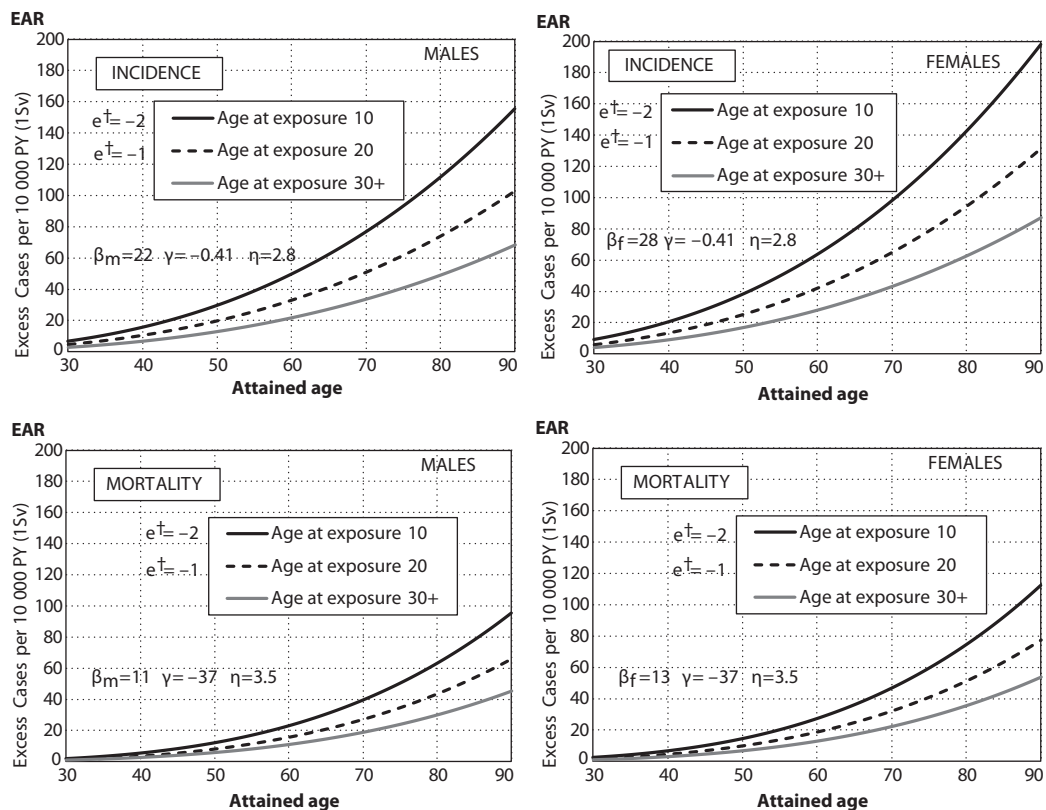 EAR
MALES
INCIDENCE
e†= –2
e†= –1
Age at exposure 10
Age at exposure 20
Age at exposure 30+
βm=22 γ= –0.41 η=2.8
Excess Cases per 10 000 PY (1Sv)
200
180
160
140
120
100
80
60
40
20
0
30 40 50 60 70 80 90
Attained age
EAR
FEMALES
INCIDENCE
e†= –2
e†= –1
Age at exposure 10
Age at exposure 20
Age at exposure 30+
βf=28 γ= –0.41 η=2.8
Excess Cases per 10 000 PY (1Sv)
200
180
160
140
120
100
80
60
40
20
0
30 40 50 60 70 80 90
Attained age
EAR
MALES
MORTALITY
e†= –2
e†= –1
Age at exposure 10
Age at exposure 20
Age at exposure 30+
βm=11 γ= –37 η=3.5
Excess Cases per 10 000 PY (1Sv)
200
180
160
140
120
100
80
60
40
20
0
30 40 50 60 70 80 90
Attained age
EAR
FEMALES
MORTALITY
e†= –2
e†= –1
Age at exposure 10
Age at exposure 20
Age at exposure 30+
βf=13 γ= –37 η=3.5
Excess Cases per 10 000 PY (1Sv)
200
180
160
140
120
100
80
60
40
20
0
30 40 50 60 70 80 90
Attained age